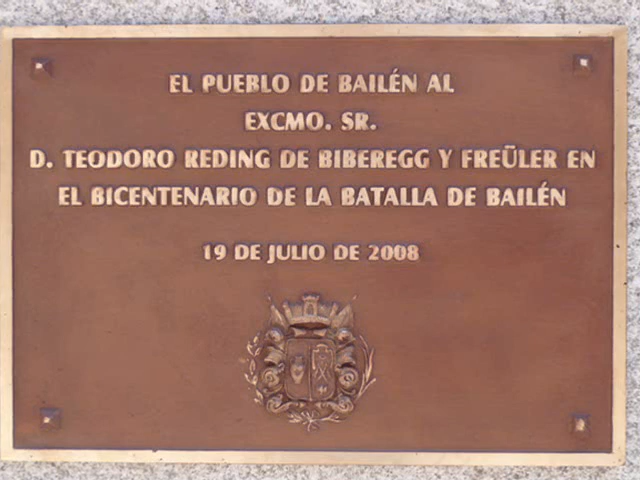 EL PUEBLO DE BAILÉN AL
EXCMO. SR.
D. TEODORO REDING DE BIBEREGG Y FREÜLER EN
EL BICENTENARIO DE LA BATALLA DE BAILÉN
19 DE JULIO DE 2008